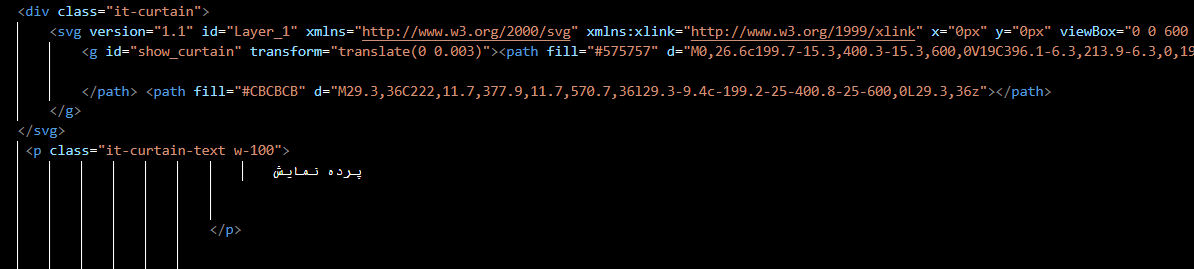 <div class="it-curtain">
<svg version="1.1" id="Layer_1" xmlns="http://www.w3.org/2000/svg" xmlns:xlink="http://www.w3.org/1999/xlink" x="0px" y="0px" viewBox="0 0 600
<g id="show_curtain" transform="translate(0 0.003)"><path fill="#575757" d="M0,26.6c199.7-15.3,400.3-15.3,600,0V19C396.1-6.3,213.9-6.3,0,19
</path> <path fill="#CBCBCB" d="M29.3,36C222,11.7,377.9,11.7,570.7,36l29.3-9.4c-199.2-25-400.8-25-600,0L29.3,36z"></path>
</g>
</svg>
<p class="it-curtain-text w-100">
پرده نمایش
</p>